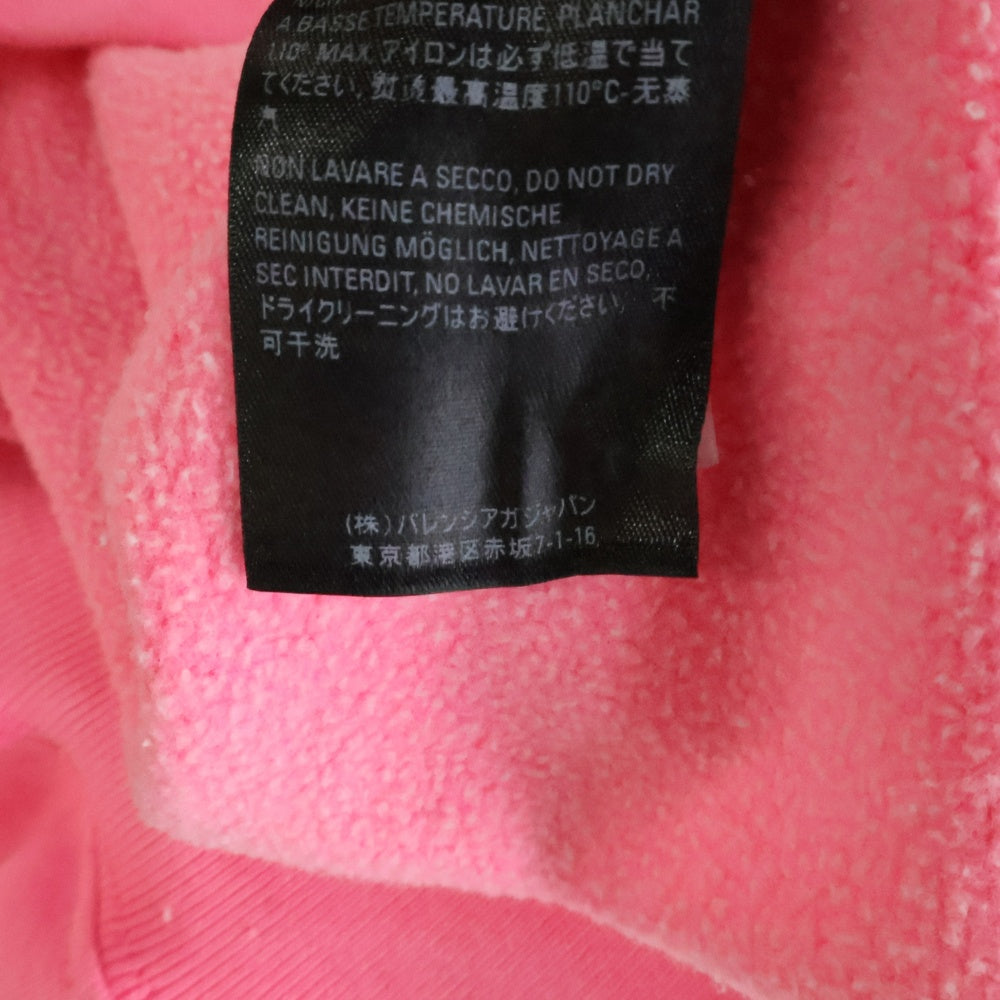 A BASSE TEMPERATURE, PLANCHAR
110° MAX, アイロンは必ず低温で当て
てください, 熨烫最高温度110°C-无蒸
汽
NON LAVARE A SECCO, DO NOT DRY
CLEAN, KEINE CHEMISCHE
REINIGUNG MÖGLICH, NETTOYAGE A
SEC INTERDIT, NO LAVAR EN SECO,
ドライクリーニングはお避けください, 不
可干洗
(株)バレンシアガジャパン
東京都港区赤坂7-1-16